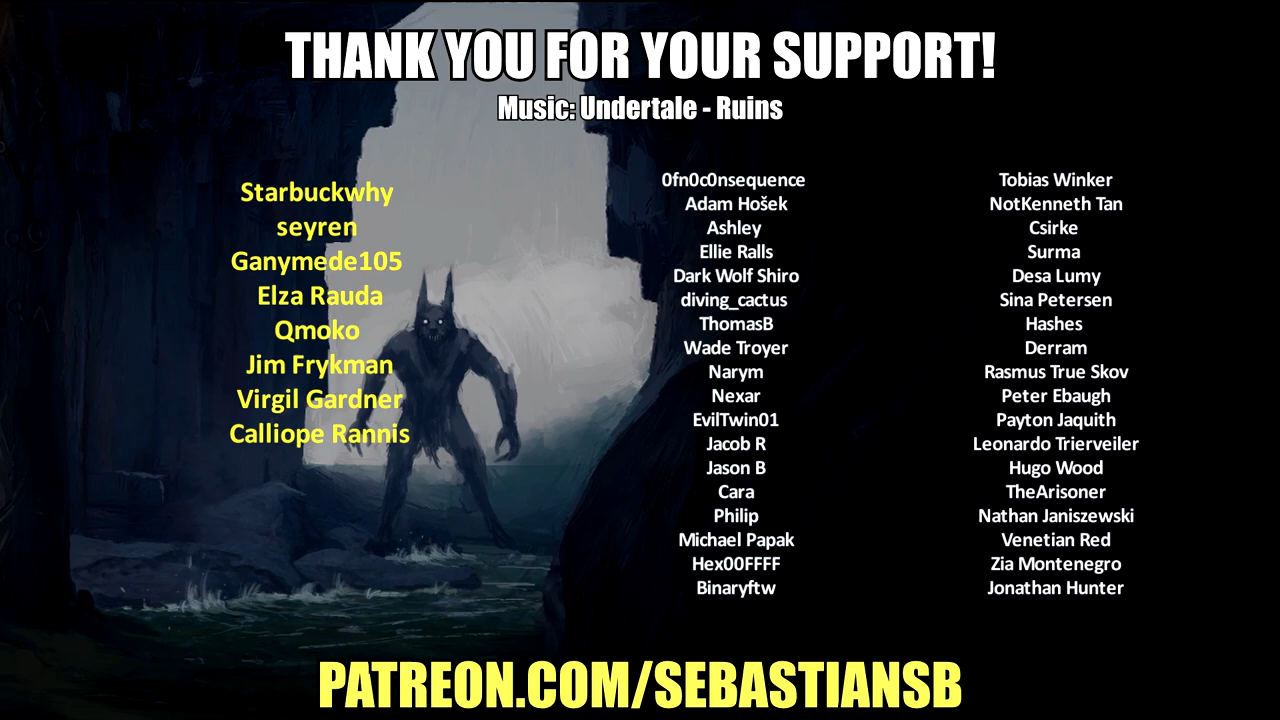 THANK YOU FOR YOUR SUPPORT!
Music: Undertale - Ruins
Starbuckwhy
seyren
Ganymede105
Elza Rauda
Qmoko
Jim Frykman
Virgil Gardner
Calliope Rannis
0fn0c0nsequence
Adam Hošek
Ashley
Ellie Ralls
Dark Wolf Shiro
diving_cactus
ThomasB
Wade Troyer
Narym
Nexar
EvilTwin01
Jacob R
Jason B
Cara
Philip
Michael Papak
Hex00FFFF
Binaryftw
Tobias Winker
NotKenneth Tan
Csirke
Surma
Desa Lumy
Sina Petersen
Hashes
Derram
Rasmus True Skov
Peter Ebaugh
Payton Jaquith
Leonardo Trierveiler
Hugo Wood
TheArisoner
Nathan Janiszewski
Venetian Red
Zia Montenegro
Jonathan Hunter
PATREON.COM/SEBASTIANSB